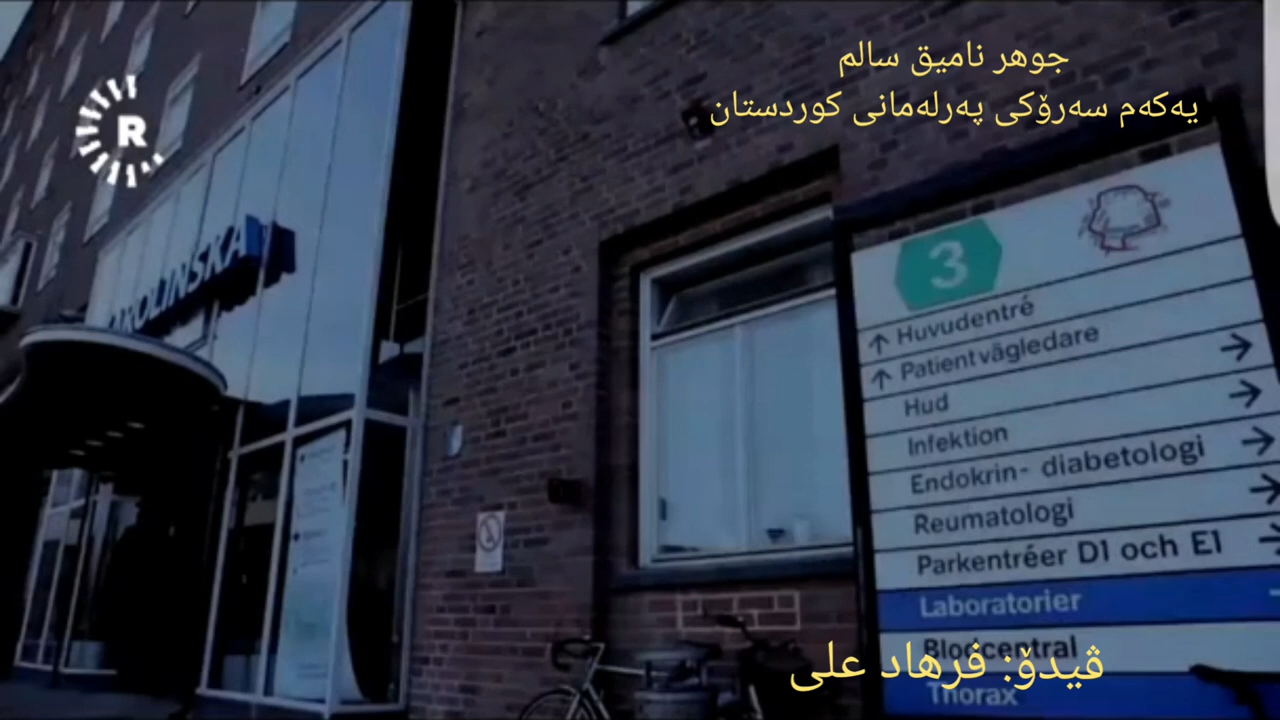 جوهر نامیق سالم
یەکەم سەرۆکی پەرلەمانی کوردستان
R
3
↑ Huvudentré
↑ Patientvägledare
Hud →
Infektion →
Endokrin- diabetologi →
Reumatologi →
Parkentréer D1 och E1 →
Laboratorier
Blodcentral
Thorax
ڤیدۆ: فرهاد علی